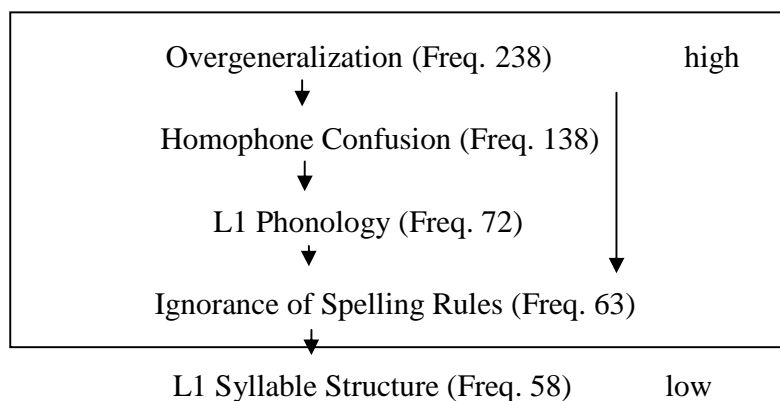 Overgeneralization (Freq. 238) high
Homophone Confusion (Freq. 138)
L1 Phonology (Freq. 72)
Ignorance of Spelling Rules (Freq. 63)
L1 Syllable Structure (Freq. 58) low